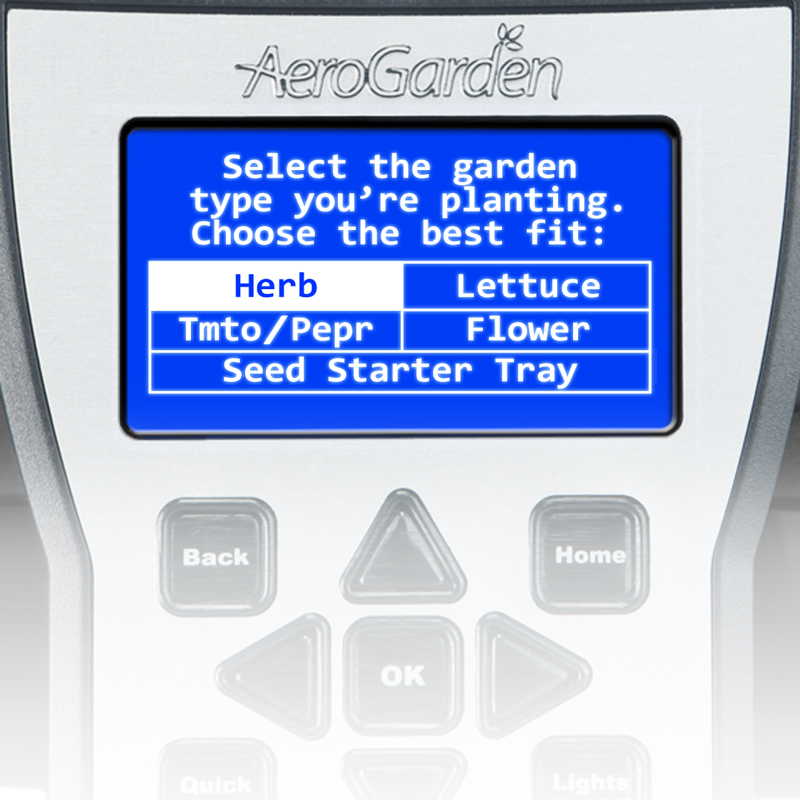 AeroGarden
Select the garden
type you’re planting.
Choose the best fit:
Herb Lettuce
Tmto/Pepr Flower
Seed Starter Tray
Back Home
OK
Quick Lights